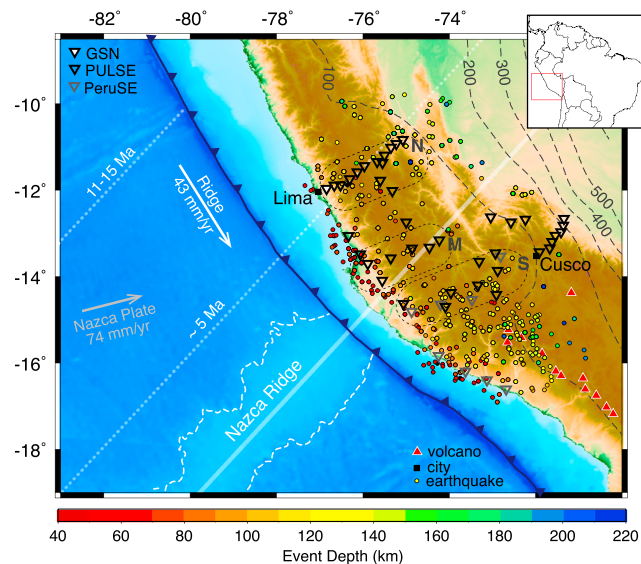 -82 -80 -78 -76 -74 -72 -70
GSN
PULSE
PeruSE
-10
-12
-14
-16
-18
100
200
300
500
400
N
M
S
Lima
Cusco
11-15 Ma
Ridge
43 mm/yr
Nazca Plate
74 mm/yr
~ 5 Ma
Nazca Ridge
volcano
city
earthquake
40 60 80 100 120 140 160 180 200 220
Event Depth (km)